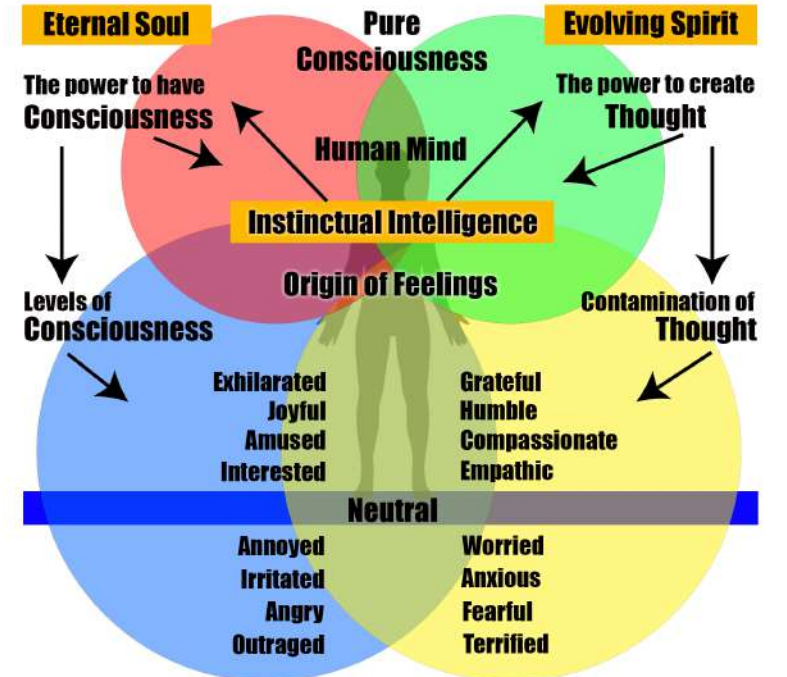 Eternal Soul
Pure
Consciousness
Evolving Spirit
The power to have
Consciousness
The power to create
Thought
Human Mind
Instinctual Intelligence
Origin of Feelings
Levels of
Consciousness
Contamination of
Thought
Exhilarated
Joyful
Amused
Interested
Grateful
Humble
Compassionate
Empathic
Neutral
Annoyed
Irritated
Angry
Outraged
Worried
Anxious
Fearful
Terrified